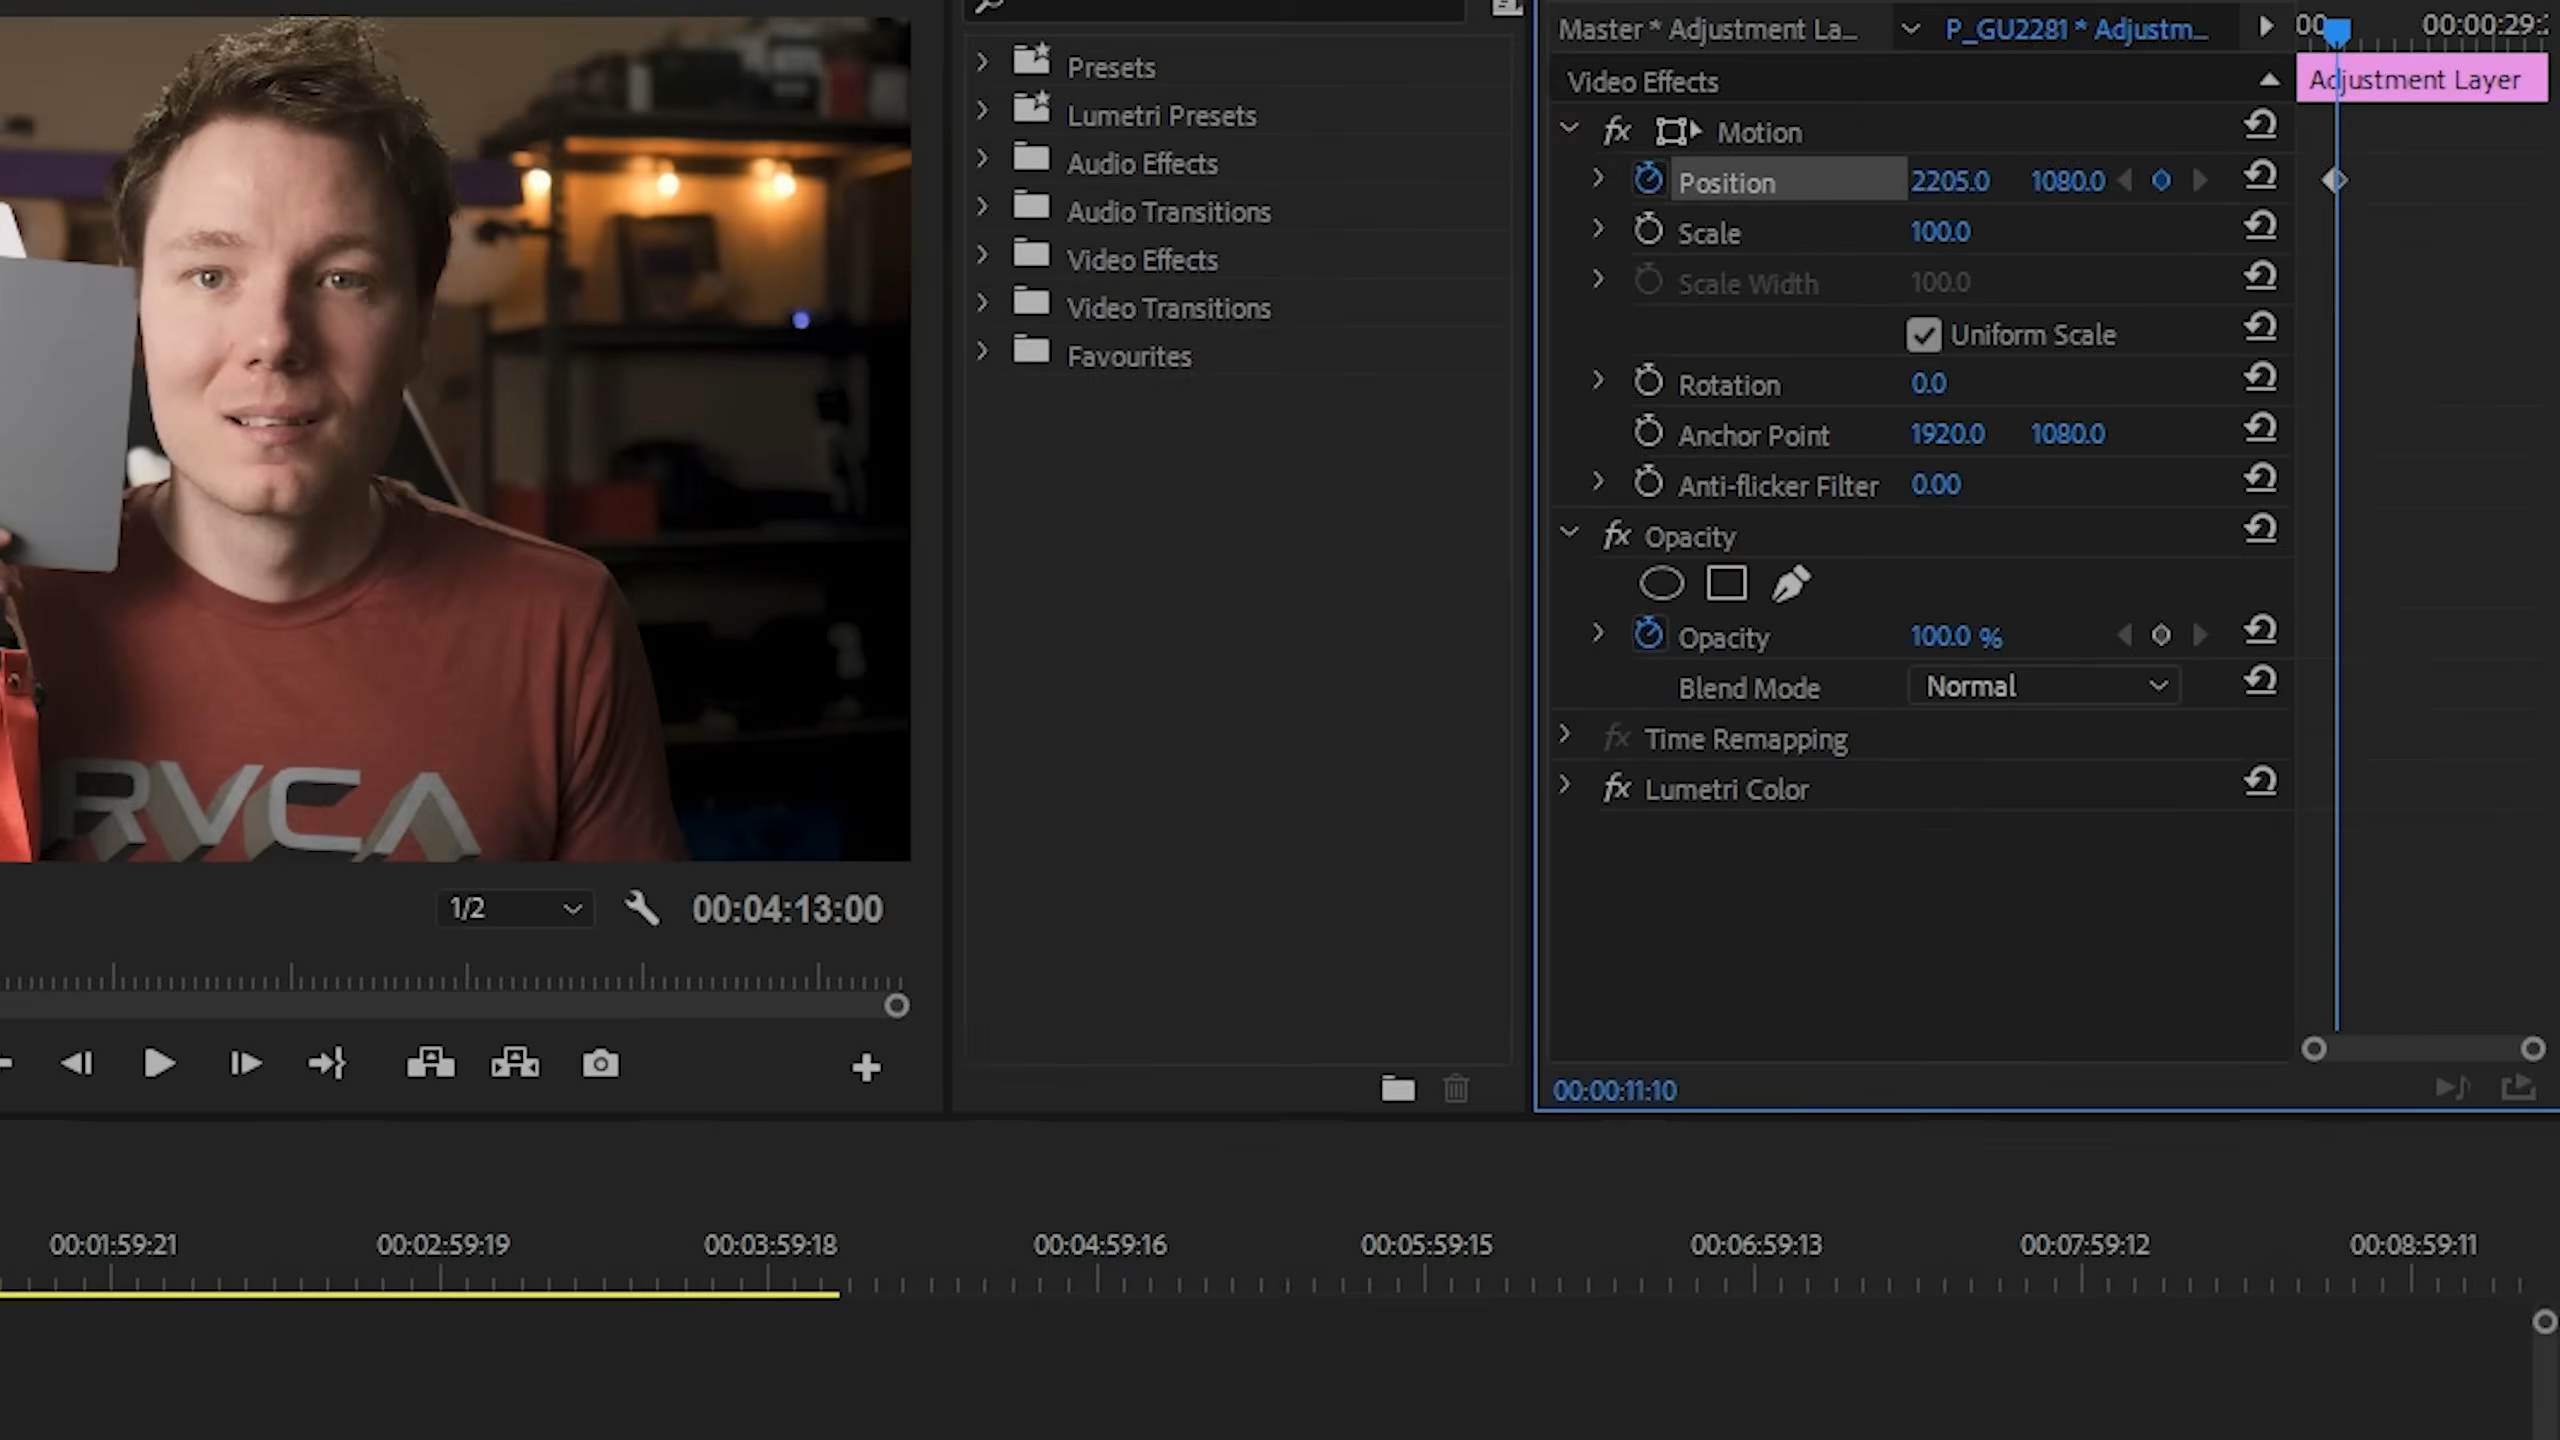 Master * Adjustment La... P_GU2281 * Adjustm... 00:00:29:
Video Effects Adjustment Layer
Presets
Lumetri Presets
Audio Effects
Audio Transitions
Video Effects
Video Transitions
Favourites
fx Motion
Position 2205.0 1080.0
Scale 100.0
Scale Width 100.0
Uniform Scale
Rotation 0.0
Anchor Point 1920.0 1080.0
Anti-flicker Filter 0.00
fx Opacity
Opacity 100.0 %
Blend Mode Normal
fx Time Remapping
fx Lumetri Color
RVCA
1/2 00:04:13:00
00:00:11:10
00:01:59:21 00:02:59:19 00:03:59:18 00:04:59:16 00:05:59:15 00:06:59:13 00:07:59:12 00:08:59:11